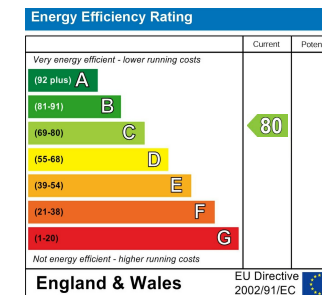 Energy Efficiency Rating
Current Poten
Very energy efficient - lower running costs
(92 plus) A
(81-91) B
(69-80) C
80
(55-68) D
(39-54) E
(21-38) F
(1-20) G
Not energy efficient - higher running costs
England & Wales
EU Directive
2002/91/EC